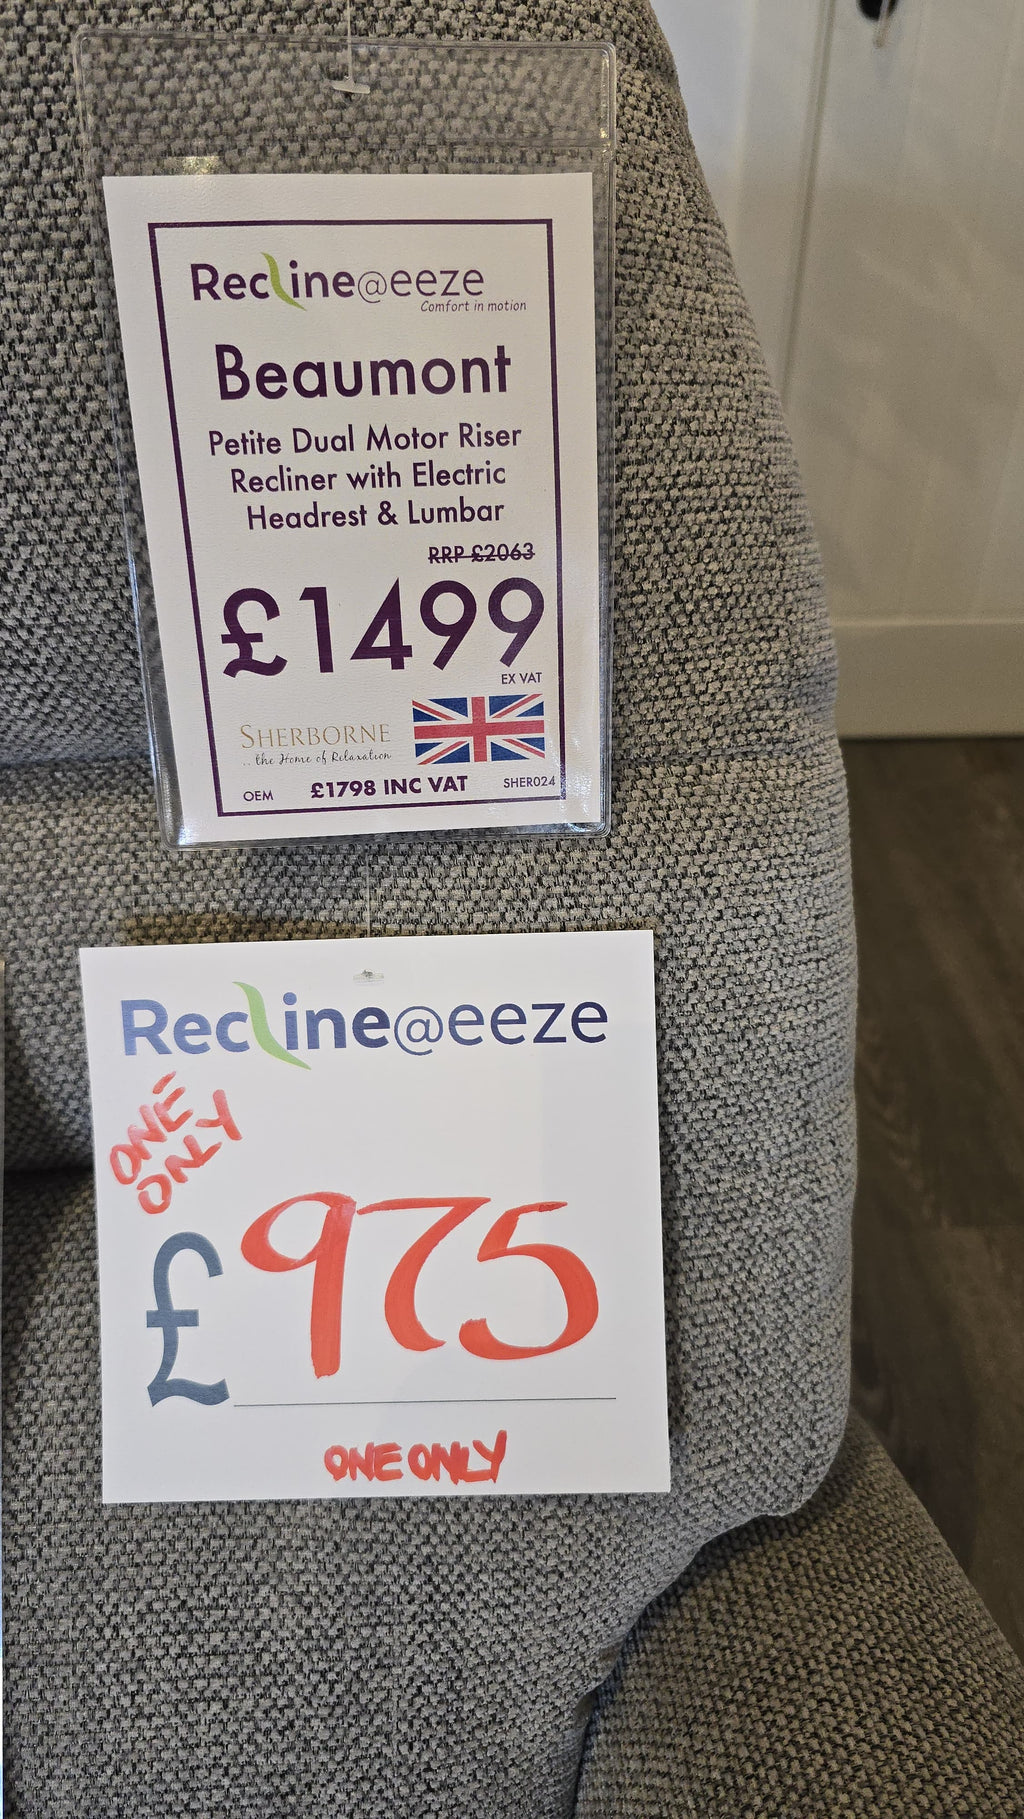 Recline@eeze
Comfort in motion
Beaumont
Petite Dual Motor Riser
Recliner with Electric
Headrest & Lumbar
RRP £2063
£1499
EX VAT
SHERBORNE
... the Home of Relaxation
OEM £1798 INC VAT SHER024
Recline@eeze
ONE
ONLY
£975
ONE ONLY